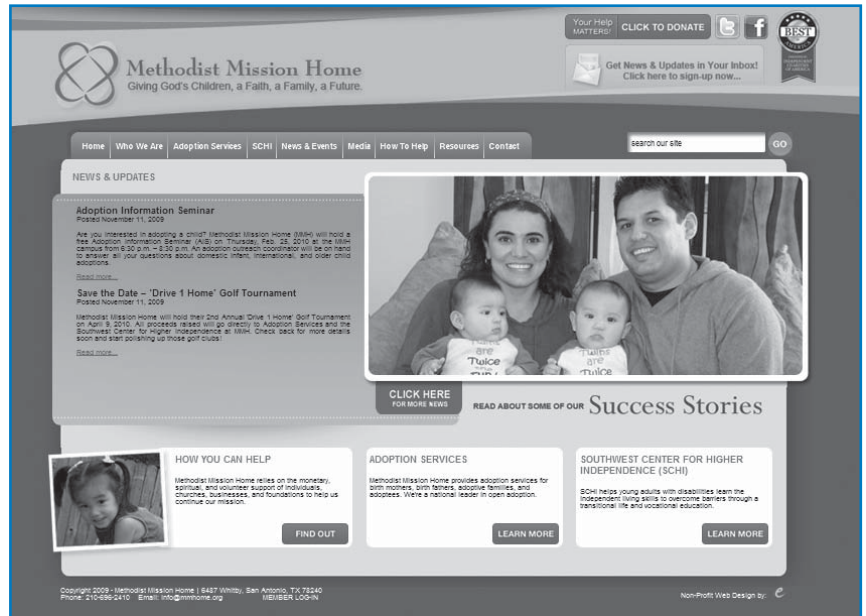 Your Help
MATTERS!
CLICK TO DONATE
BEST
AMERICA
Get News & Updates in Your Inbox!
Click here to sign-up now...
Methodist Mission Home
Giving God's Children, a Faith, a Family, a Future.
Home Who We Are Adoption Services SCHI News & Events Media How To Help Resources Contact
search our site GO
NEWS & UPDATES
Adoption Information Seminar
Posted November 11, 2009
Are you interested in adopting a child? Methodist Mission Home (MMH) will hold a
free Adoption Information Seminar (AIS) on Thursday, Feb. 25, 2010 at the MMH
campus from 6:30 p.m. – 8:30 p.m. An adoption outreach coordinator will be on hand
to answer all your questions about domestic infant, international, and older child
adoptions.
Read more...
Save the Date – 'Drive 1 Home' Golf Tournament
Posted November 11, 2009
Methodist Mission Home will hold their 2nd Annual 'Drive 1 Home' Golf Tournament
on April 9, 2010. All proceeds raised will go directly to Adoption Services and the
Southwest Center for Higher Independence at MMH. Check back for more details
soon and start polishing up those golf clubs!
Read more...
Twins
are
Twice
Twins
are
Twice
CLICK HERE
FOR MORE NEWS
READ ABOUT SOME OF OUR Success Stories
HOW YOU CAN HELP
Methodist Mission Home relies on the monetary,
spiritual, and volunteer support of individuals,
churches, businesses, and foundations to help us
continue our mission.
FIND OUT
ADOPTION SERVICES
Methodist Mission Home provides adoption services for
birth mothers, birth fathers, adoptive families, and
adoptees. We're a national leader in open adoption.
LEARN MORE
SOUTHWEST CENTER FOR HIGHER
INDEPENDENCE (SCHI)
SCHI helps young adults with disabilities learn the
independent living skills to overcome barriers through a
transitional life and vocational education.
LEARN MORE
Copyright 2009 - Methodist Mission Home | 6487 Whitby, San Antonio, TX 78240
Phone: 210-696-2410 Email: info@mmhome.org MEMBER LOG-IN
Non-Profit Web Design by: e